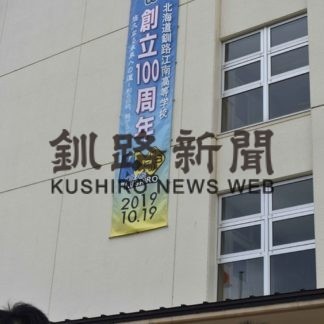 北海道釧路江南高等学校
創立100周年
2019
10.19
釧路新聞
KUSHIRO NEWS WEB